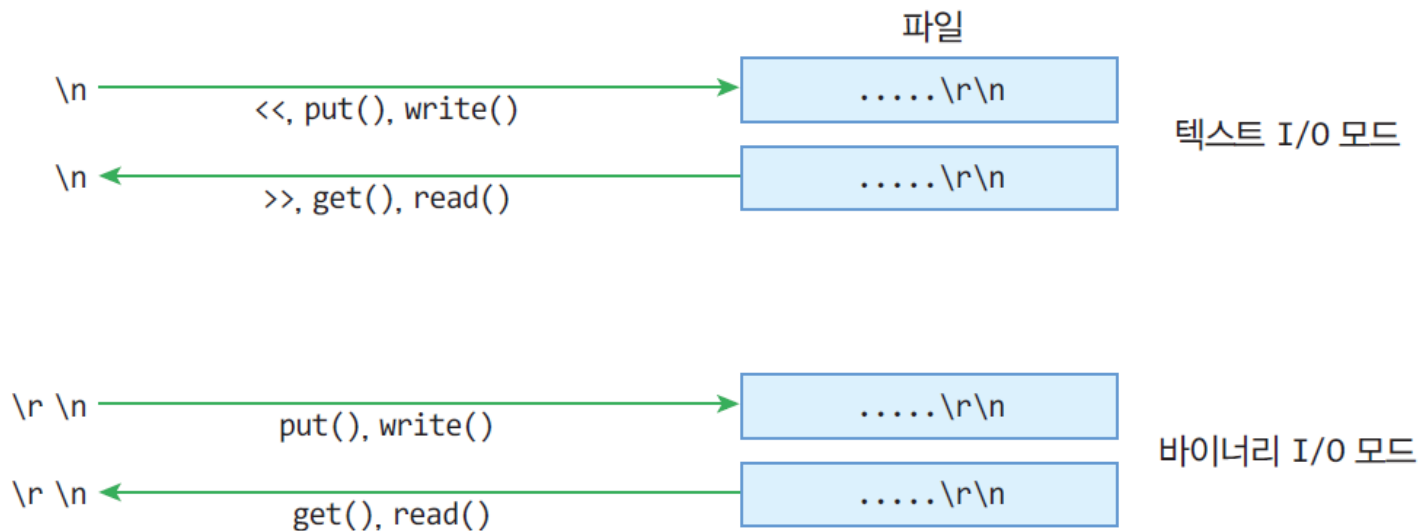 파일
\n
.....\r\n
<<, put(), write()
텍스트 I/O 모드
\n
.....\r\n
>>, get(), read()
\r \n
.....\r\n
put(), write()
바이너리 I/O 모드
\r \n
.....\r\n
get(), read()